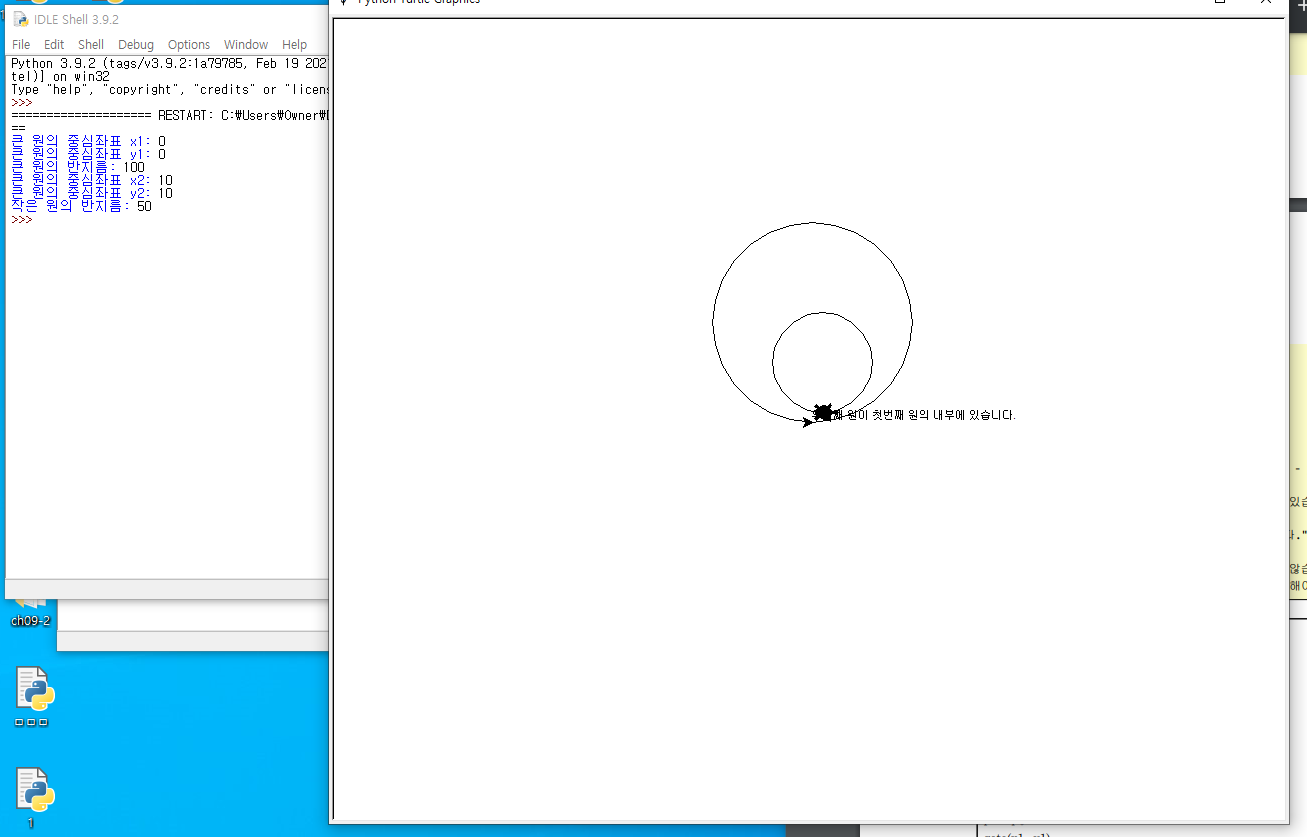 IDLE Shell 3.9.2
File Edit Shell Debug Options Window Help
Python 3.9.2 (tags/v3.9.2:1a79785, Feb 19 202
tel)] on win32
Type "help", "copyright", "credits" or "licens
>>>
==================== RESTART: C:₩Users₩Owner₩
==
큰 원의 중심좌표 x1: 0
큰 원의 중심좌표 y1: 0
큰 원의 반지름: 100
큰 원의 중심좌표 x2: 10
큰 원의 중심좌표 y2: 10
작은 원의 반지름: 50
>>>
Python Turtle Graphics
원이 첫번째 원의 내부에 있습니다.
ch09-2
ㅁㅁㅁ
1